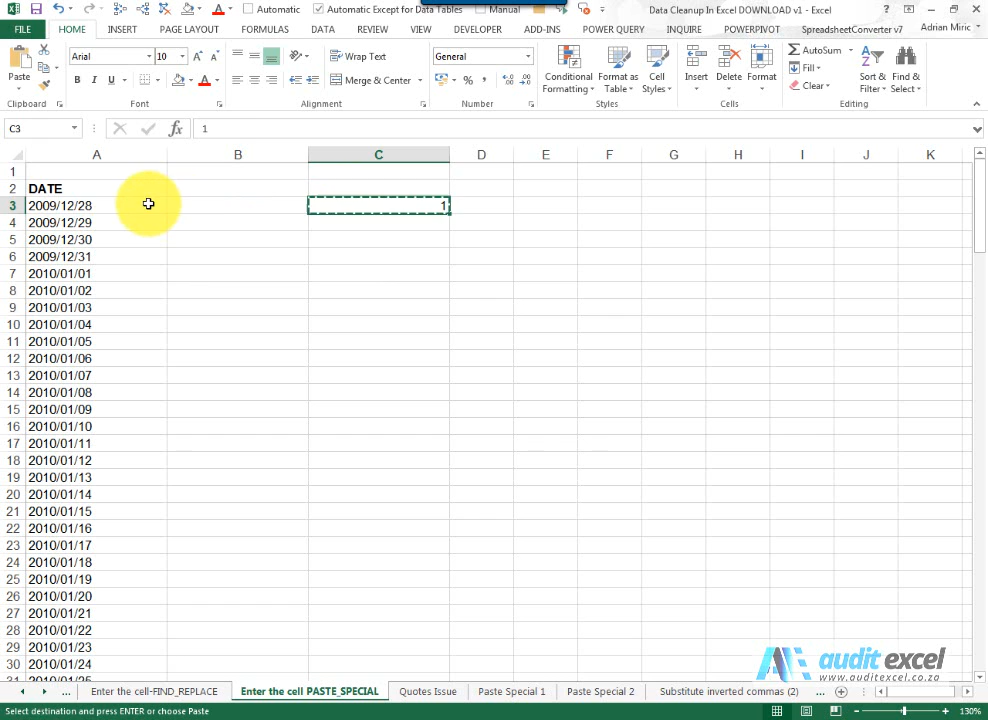 Automatic Automatic Except for Data Tables Manual Data Cleanup In Excel DOWNLOAD v1 - Excel ?
FILE HOME INSERT PAGE LAYOUT FORMULAS DATA REVIEW VIEW DEVELOPER ADD-INS POWER QUERY INQUIRE POWERPIVOT SpreadsheetConverter v7 Adrian Miric
Paste Arial 10 Wrap Text General Conditional Formatting Format as Table Cell Styles Insert Delete Format AutoSum Sort & Filter Find & Select
B I U A Merge & Center % , Fill Clear
Clipboard Font Alignment Number Styles Cells Editing
C3 fx 1
A B C D E F G H I J K
1
2 DATE
3 2009/12/28 1
4 2009/12/29
5 2009/12/30
6 2009/12/31
7 2010/01/01
8 2010/01/02
9 2010/01/03
10 2010/01/04
11 2010/01/05
12 2010/01/06
13 2010/01/07
14 2010/01/08
15 2010/01/09
16 2010/01/10
17 2010/01/11
18 2010/01/12
19 2010/01/13
20 2010/01/14
21 2010/01/15
22 2010/01/16
23 2010/01/17
24 2010/01/18
25 2010/01/19
26 2010/01/20
27 2010/01/21
28 2010/01/22
29 2010/01/23
30 2010/01/24
audit excel
www.auditexcel.co.za
... Enter the cell-FIND_REPLACE Enter the cell PASTE_SPECIAL Quotes Issue Paste Special 1 Paste Special 2 Substitute inverted commas (2) ...
Select destination and press ENTER or choose Paste 130%